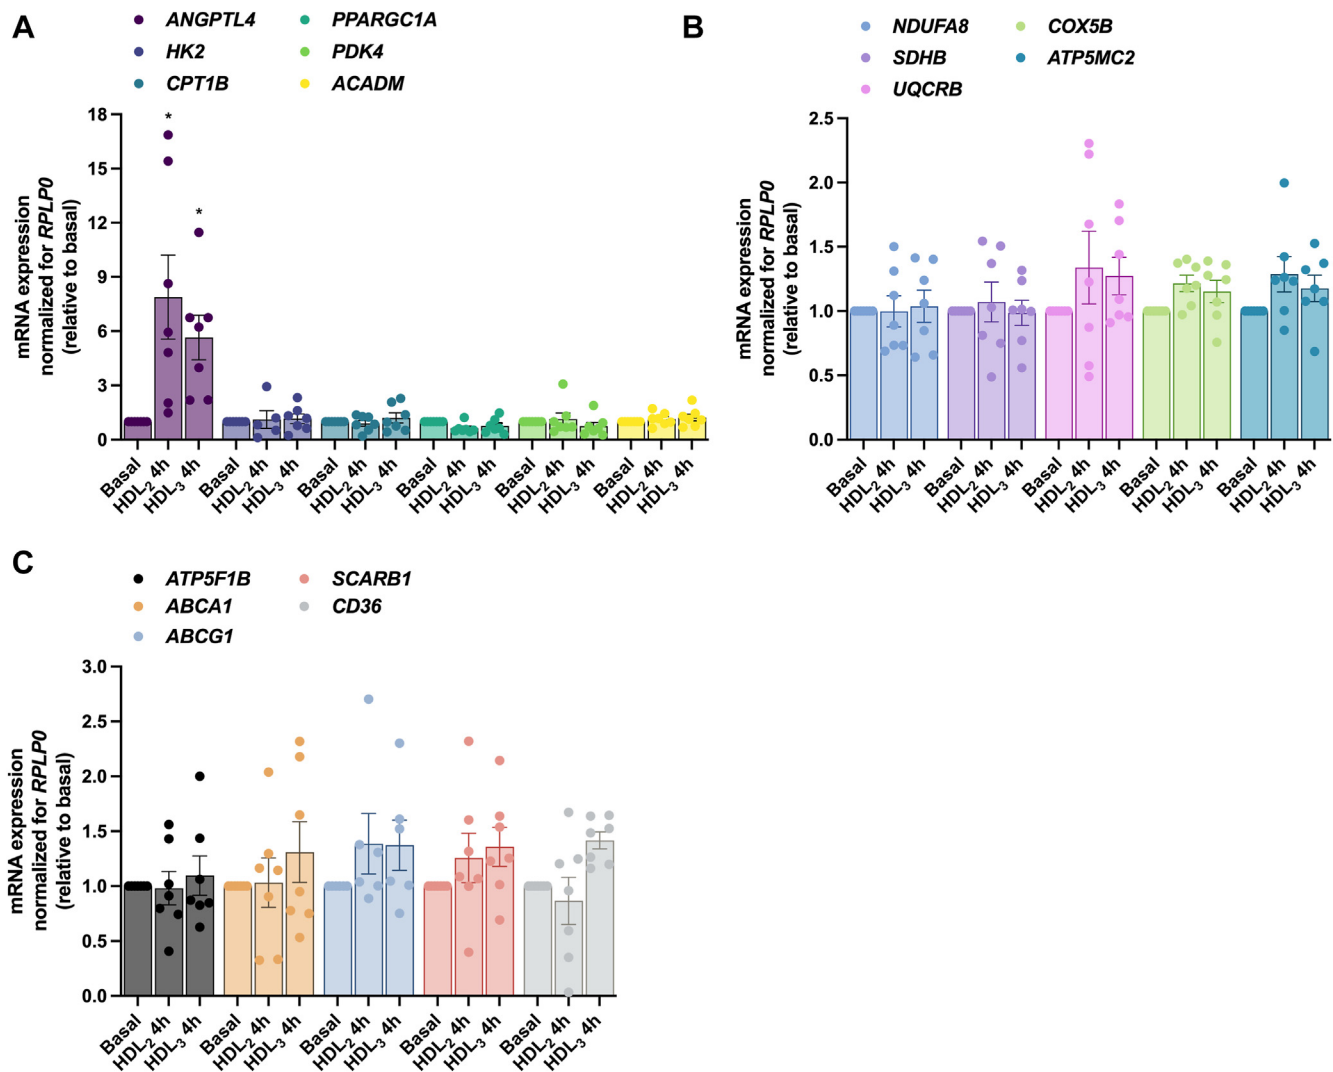 A
ANGPTL4
PPARGC1A
HK2
PDK4
CPT1B
ACADM
mRNA expression
normalized for RPLP0
(relative to basal)
18
*
15
12
*
9
6
3
0
Basal
HDL2 4h
HDL3 4h
Basal
HDL2 4h
HDL3 4h
Basal
HDL2 4h
HDL3 4h
Basal
HDL2 4h
HDL3 4h
Basal
HDL2 4h
HDL3 4h
Basal
HDL2 4h
HDL3 4h
B
NDUFA8
COX5B
SDHB
ATP5MC2
UQCRB
mRNA expression
normalized for RPLP0
(relative to basal)
2.5
2.0
1.5
1.0
0.5
0.0
Basal
HDL2 4h
HDL3 4h
Basal
HDL2 4h
HDL3 4h
Basal
HDL2 4h
HDL3 4h
Basal
HDL2 4h
HDL3 4h
Basal
HDL2 4h
HDL3 4h
C
ATP5F1B
SCARB1
ABCA1
CD36
ABCG1
mRNA expression
normalized for RPLP0
(relative to basal)
3.0
2.5
2.0
1.5
1.0
0.5
0.0
Basal
HDL2 4h
HDL3 4h
Basal
HDL2 4h
HDL3 4h
Basal
HDL2 4h
HDL3 4h
Basal
HDL2 4h
HDL3 4h
Basal
HDL2 4h
HDL3 4h